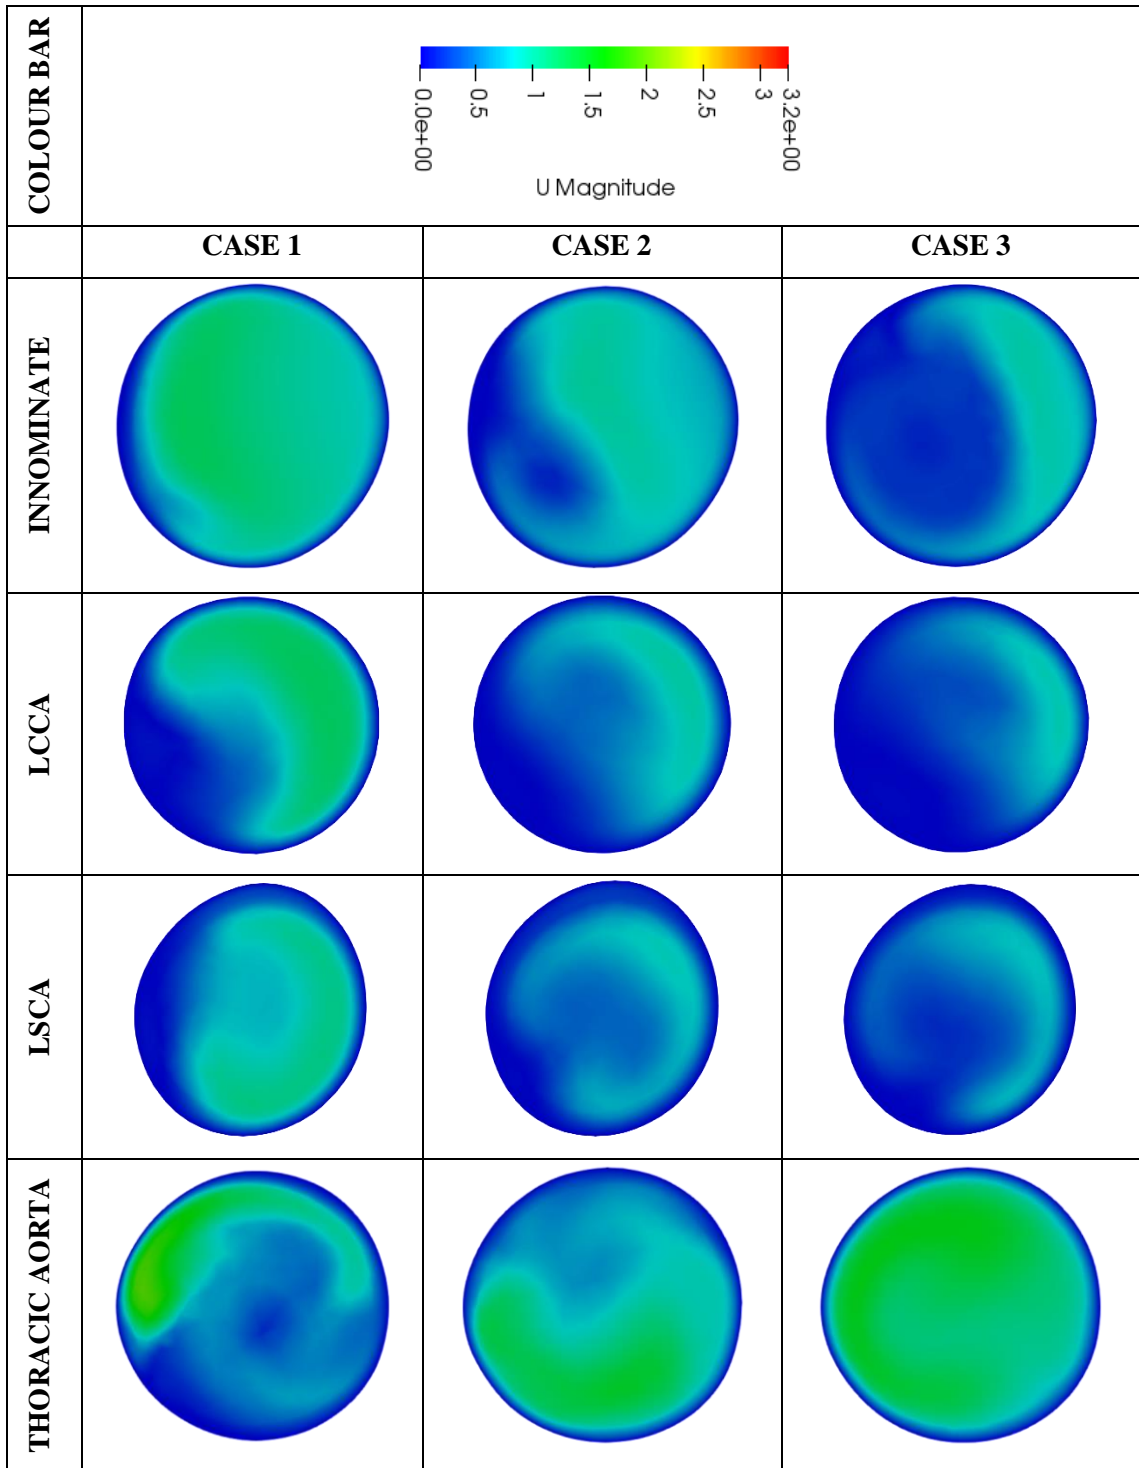 COLOUR BAR
0.0e+00
0.5
1
1.5
2
2.5
3
3.2e+00
U Magnitude
CASE 1
CASE 2
CASE 3
INNOMINATE
LCCA
LSCA
THORACIC AORTA